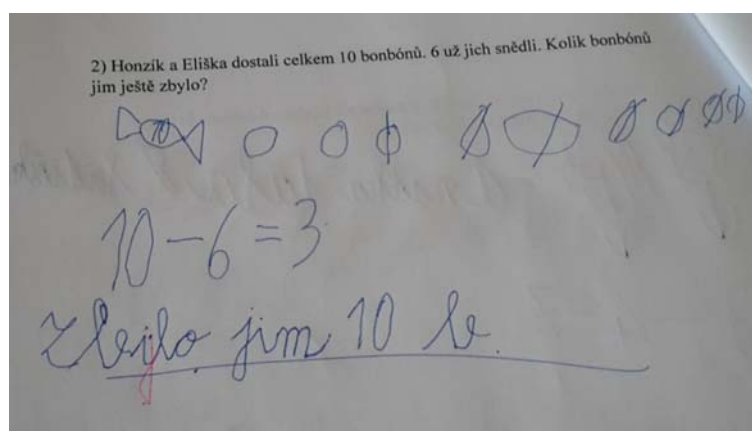 2) Honzík a Eliška dostali celkem 10 bonbónů. 6 už jich snědli. Kolik bonbónů
jim ještě zbylo?
10
10-6=3
Zbylo jim 10 b.